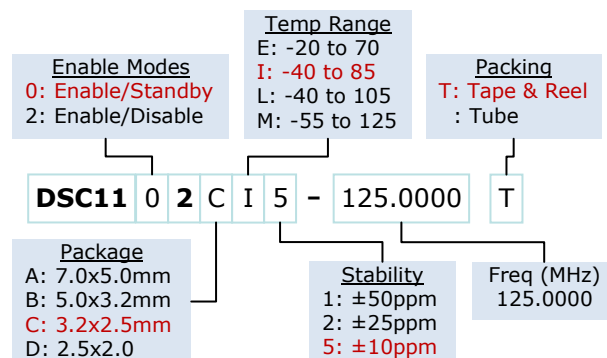 Enable Modes
0: Enable/Standby
2: Enable/Disable
Temp Range
E: -20 to 70
I: -40 to 85
L: -40 to 105
M: -55 to 125
Packing
T: Tape & Reel
: Tube
DSC11 0 2 C I 5 - 125.0000 T
Package
A: 7.0x5.0mm
B: 5.0x3.2mm
C: 3.2x2.5mm
D: 2.5x2.0
Stability
1: ±50ppm
2: ±25ppm
5: ±10ppm
Freq (MHz)
125.0000